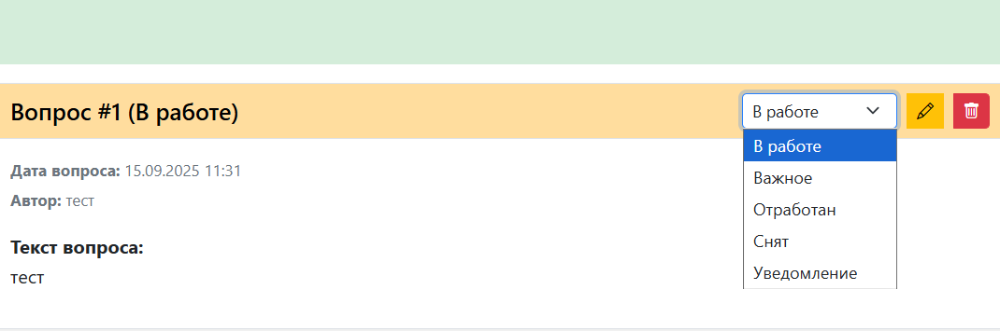 Вопрос #1 (В работе)
В работе
В работе
Важное
Отработан
Снят
Уведомление
Дата вопроса: 15.09.2025 11:31
Автор: тест
Текст вопроса:
тест